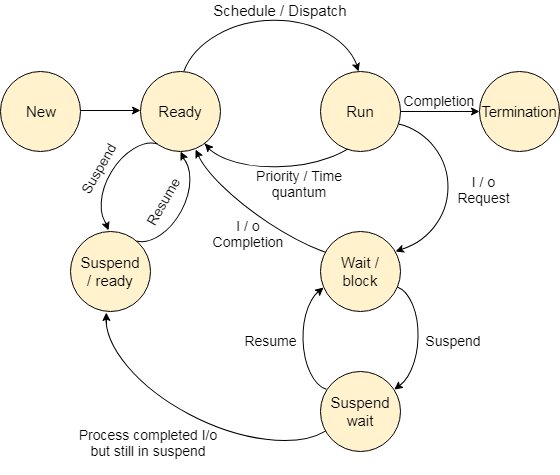 Schedule / Dispatch
New
Ready
Run
Completion
Termination
Suspend
Resume
Priority / Time
quantum
I / o
Request
I / o
Completion
Suspend
/ ready
Wait /
block
Resume
Suspend
Suspend
wait
Process completed I/o
but still in suspend